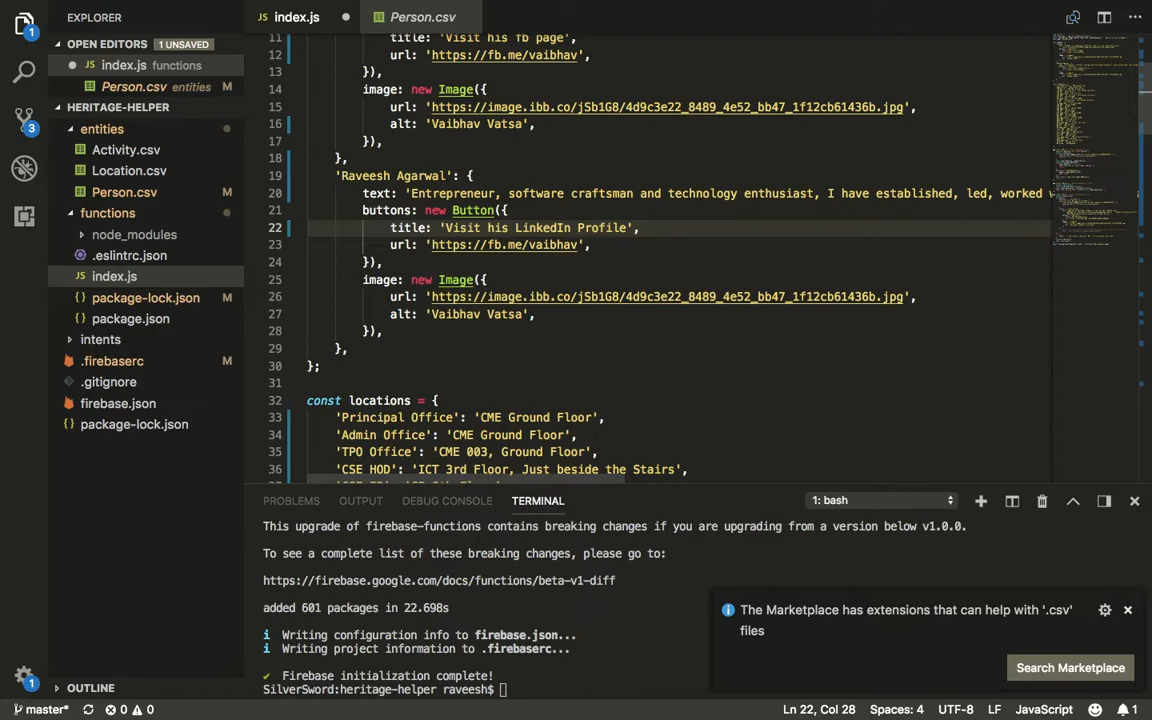 EXPLORER
OPEN EDITORS 1 UNSAVED
index.js functions
Person.csv entities M
HERITAGE-HELPER
entities
Activity.csv
Location.csv
Person.csv M
functions
node_modules
.eslintrc.json
JS index.js
{} package-lock.json M
{} package.json
intents
.firebaserc M
.gitignore
firebase.json
{} package-lock.json
OUTLINE
1
3
1
JS index.js
Person.csv
11 title: 'Visit his fb page',
12 url: 'https://fb.me/vaibhav',
13 }),
14 image: new Image({
15 url: 'https://image.ibb.co/jSb1G8/4d9c3e22_8489_4e52_bb47_1f12cb61436b.jpg',
16 alt: 'Vaibhav Vatsa',
17 }),
18 },
19 'Raveesh Agarwal': {
20 text: 'Entrepreneur, software craftsman and technology enthusiast, I have established, led, worked
21 buttons: new Button({
22 title: 'Visit his LinkedIn Profile',
23 url: 'https://fb.me/vaibhav',
24 }),
25 image: new Image({
26 url: 'https://image.ibb.co/jSb1G8/4d9c3e22_8489_4e52_bb47_1f12cb61436b.jpg',
27 alt: 'Vaibhav Vatsa',
28 }),
29 },
30 };
31
32 const locations = {
33 'Principal Office': 'CME Ground Floor',
34 'Admin Office': 'CME Ground Floor',
35 'TPO Office': 'CME 003, Ground Floor',
36 'CSE HOD': 'ICT 3rd Floor, Just beside the Stairs',
PROBLEMS OUTPUT DEBUG CONSOLE TERMINAL 1: bash
This upgrade of firebase-functions contains breaking changes if you are upgrading from a version below v1.0.0.
To see a complete list of these breaking changes, please go to:
https://firebase.google.com/docs/functions/beta-v1-diff
added 601 packages in 22.698s
i Writing configuration info to firebase.json...
i Writing project information to .firebaserc...
✔ Firebase initialization complete!
SilverSword:heritage-helper raveesh$
The Marketplace has extensions that can help with '.csv'
files
Search Marketplace
master* 0 0 Ln 22, Col 28 Spaces: 4 UTF-8 LF JavaScript 1